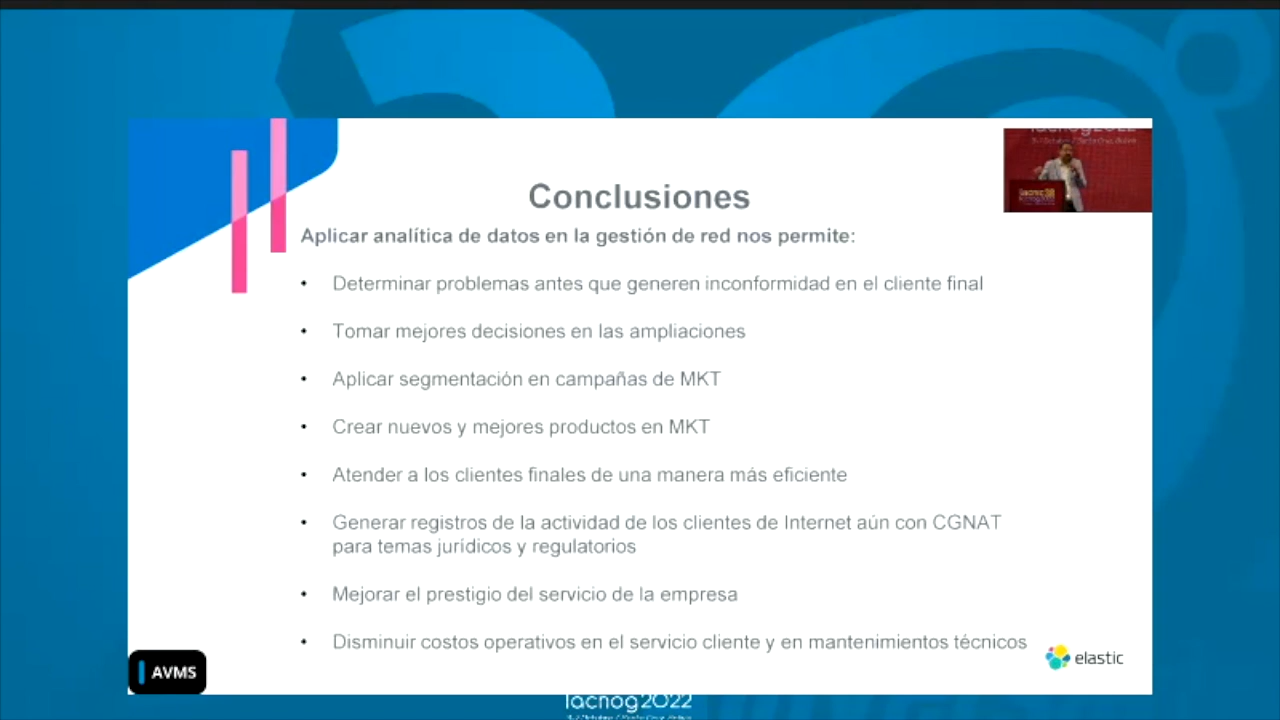 lacnog2022
Conclusiones
Aplicar analítica de datos en la gestión de red nos permite:
• Determinar problemas antes que generen inconformidad en el cliente final
• Tomar mejores decisiones en las ampliaciones
• Aplicar segmentación en campañas de MKT
• Crear nuevos y mejores productos en MKT
• Atender a los clientes finales de una manera más eficiente
• Generar registros de la actividad de los clientes de Internet aún con CGNAT
para temas jurídicos y regulatorios
• Mejorar el prestigio del servicio de la empresa
• Disminuir costos operativos en el servicio cliente y en mantenimientos técnicos
elastic
AVMS
lacnog2022